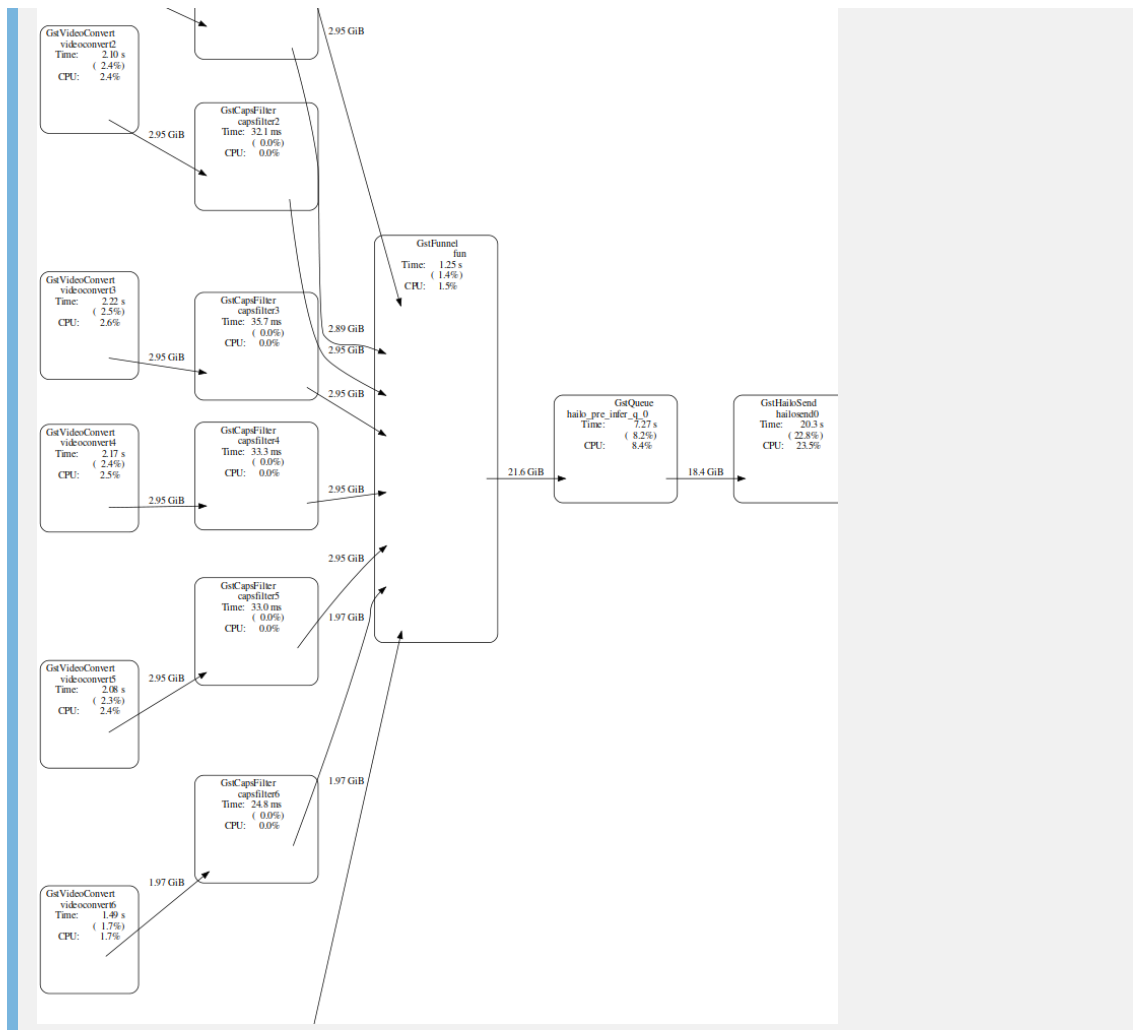 GstVideoConvert
videoconvert2
Time: 2.10 s
( 2.4%)
CPU: 2.4%
2.95 GiB
2.95 GiB
GstCapsFilter
capsfilter2
Time: 32.1 ms
( 0.0%)
CPU: 0.0%
GstFunnel
fun
Time: 1.25 s
( 1.4%)
CPU: 1.5%
GstVideoConvert
videoconvert3
Time: 2.22 s
( 2.5%)
CPU: 2.6%
2.95 GiB
GstCapsFilter
capsfilter3
Time: 35.7 ms
( 0.0%)
CPU: 0.0%
2.89 GiB
2.95 GiB
2.95 GiB
GstQueue
hailo_pre_infer_q_0
Time: 7.27 s
( 8.2%)
CPU: 8.4%
GstHailoSend
hailosend0
Time: 20.3 s
( 22.8%)
CPU: 23.5%
GstVideoConvert
videoconvert4
Time: 2.17 s
( 2.4%)
CPU: 2.5%
2.95 GiB
GstCapsFilter
capsfilter4
Time: 33.3 ms
( 0.0%)
CPU: 0.0%
2.95 GiB
21.6 GiB
18.4 GiB
2.95 GiB
GstCapsFilter
capsfilter5
Time: 33.0 ms
( 0.0%)
CPU: 0.0%
1.97 GiB
GstVideoConvert
videoconvert5
Time: 2.08 s
( 2.3%)
CPU: 2.4%
2.95 GiB
GstCapsFilter
capsfilter6
Time: 24.8 ms
( 0.0%)
CPU: 0.0%
1.97 GiB
GstVideoConvert
videoconvert6
Time: 1.49 s
( 1.7%)
CPU: 1.7%
1.97 GiB